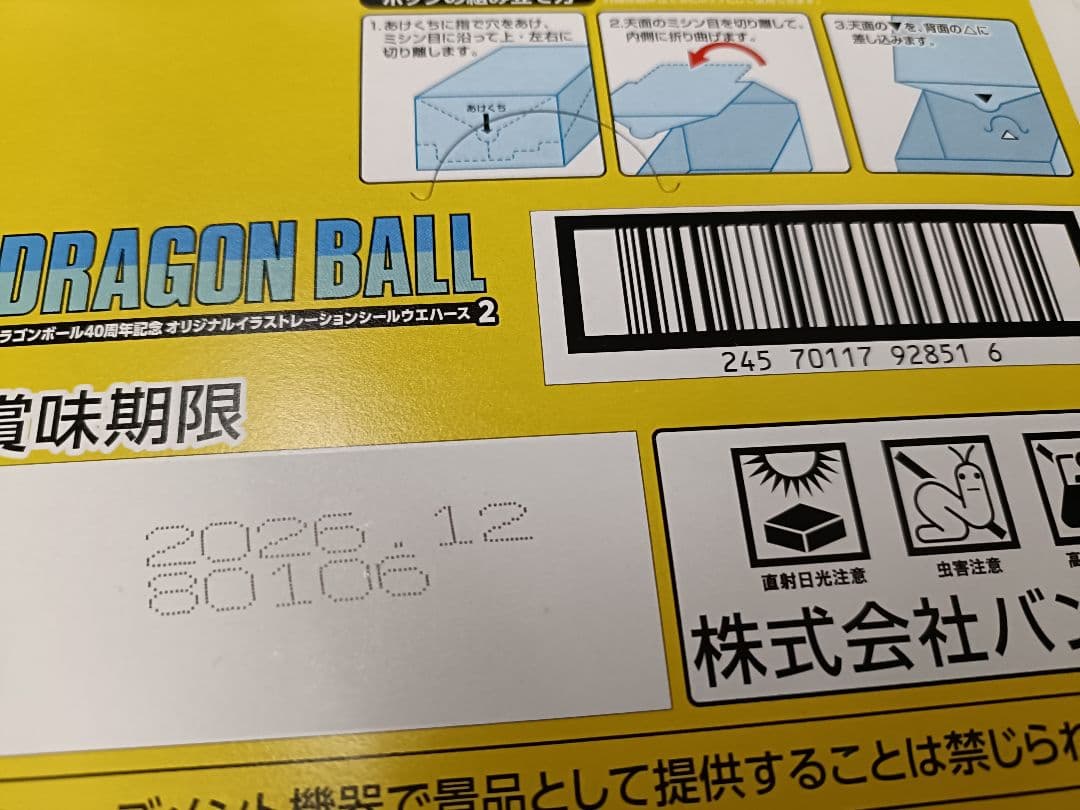 1.あけくちに指で穴をあけ、
ミシン目に沿って上・左右に
切り離します。
あけくち
2.天面のミシン目を切り離して、
内側に折り曲げます。
3.天面の▼を、背面の△に
差し込みます。
DRAGON BALL
ラゴンボール40周年記念 オリジナルイラストレーションシールウエハース2
245 70117 92851 6
賞味期限
2026.12
80106
直射日光注意
虫害注意
高
株式会社バン
機器で景品として提供することは禁じられ